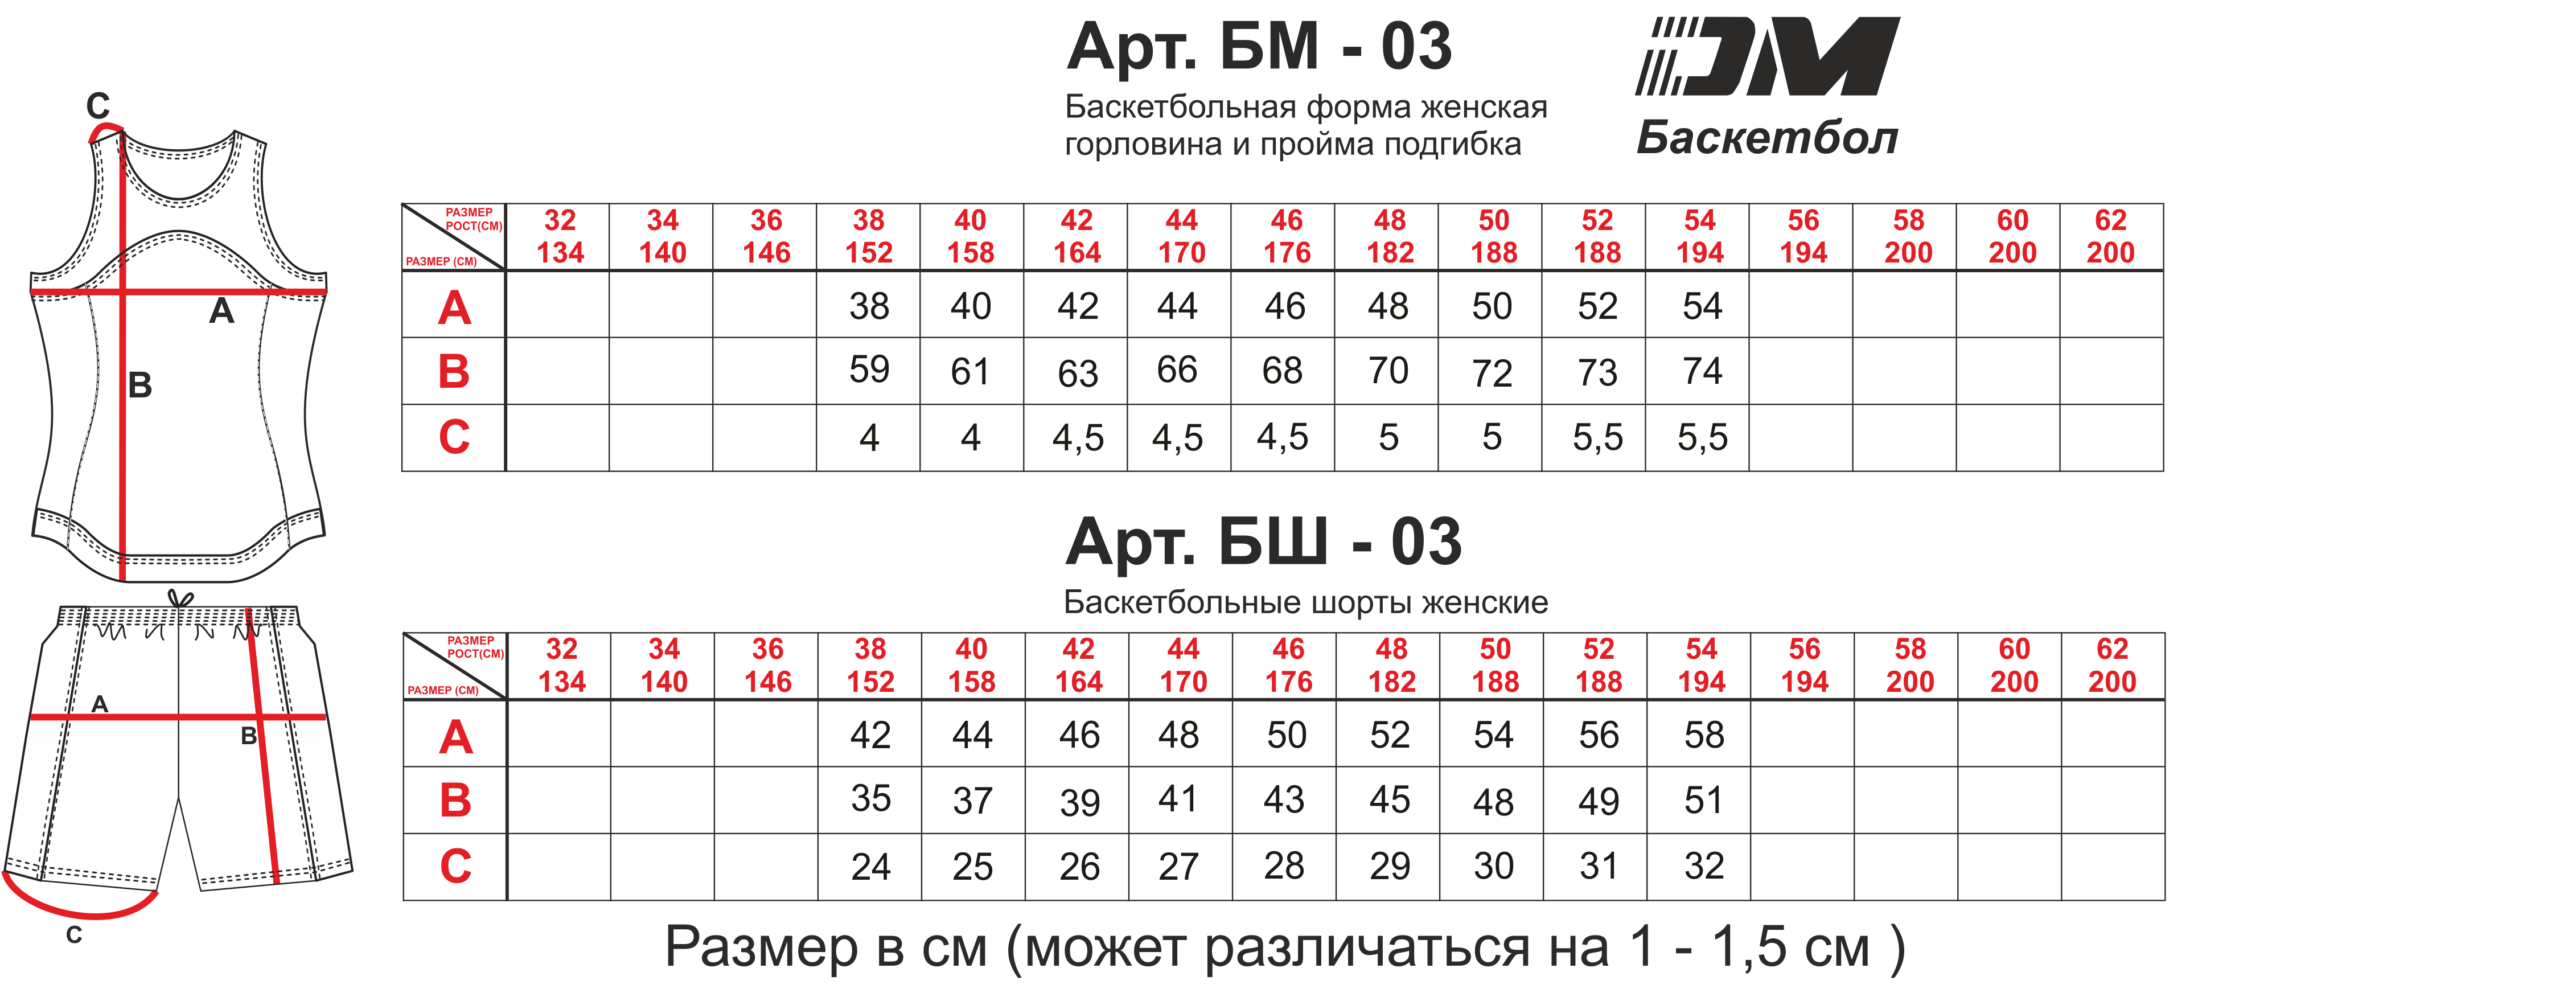 Арт. БМ - 03
Баскетбольная форма женская
горловина и пройма подгибка
DM
Баскетбол
C
A
B
РАЗМЕР
РОСТ(СМ)
РАЗМЕР (СМ)
32 34 36 38 40 42 44 46 48 50 52 54 56 58 60 62
134 140 146 152 158 164 170 176 182 188 188 194 194 200 200 200
A 38 40 42 44 46 48 50 52 54
B 59 61 63 66 68 70 72 73 74
C 4 4 4,5 4,5 4,5 5 5 5,5 5,5
Арт. БШ - 03
Баскетбольные шорты женские
A
B
C
РАЗМЕР
РОСТ(СМ)
РАЗМЕР (СМ)
32 34 36 38 40 42 44 46 48 50 52 54 56 58 60 62
134 140 146 152 158 164 170 176 182 188 188 194 194 200 200 200
A 42 44 46 48 50 52 54 56 58
B 35 37 39 41 43 45 48 49 51
C 24 25 26 27 28 29 30 31 32
Размер в см (может различаться на 1 - 1,5 см )